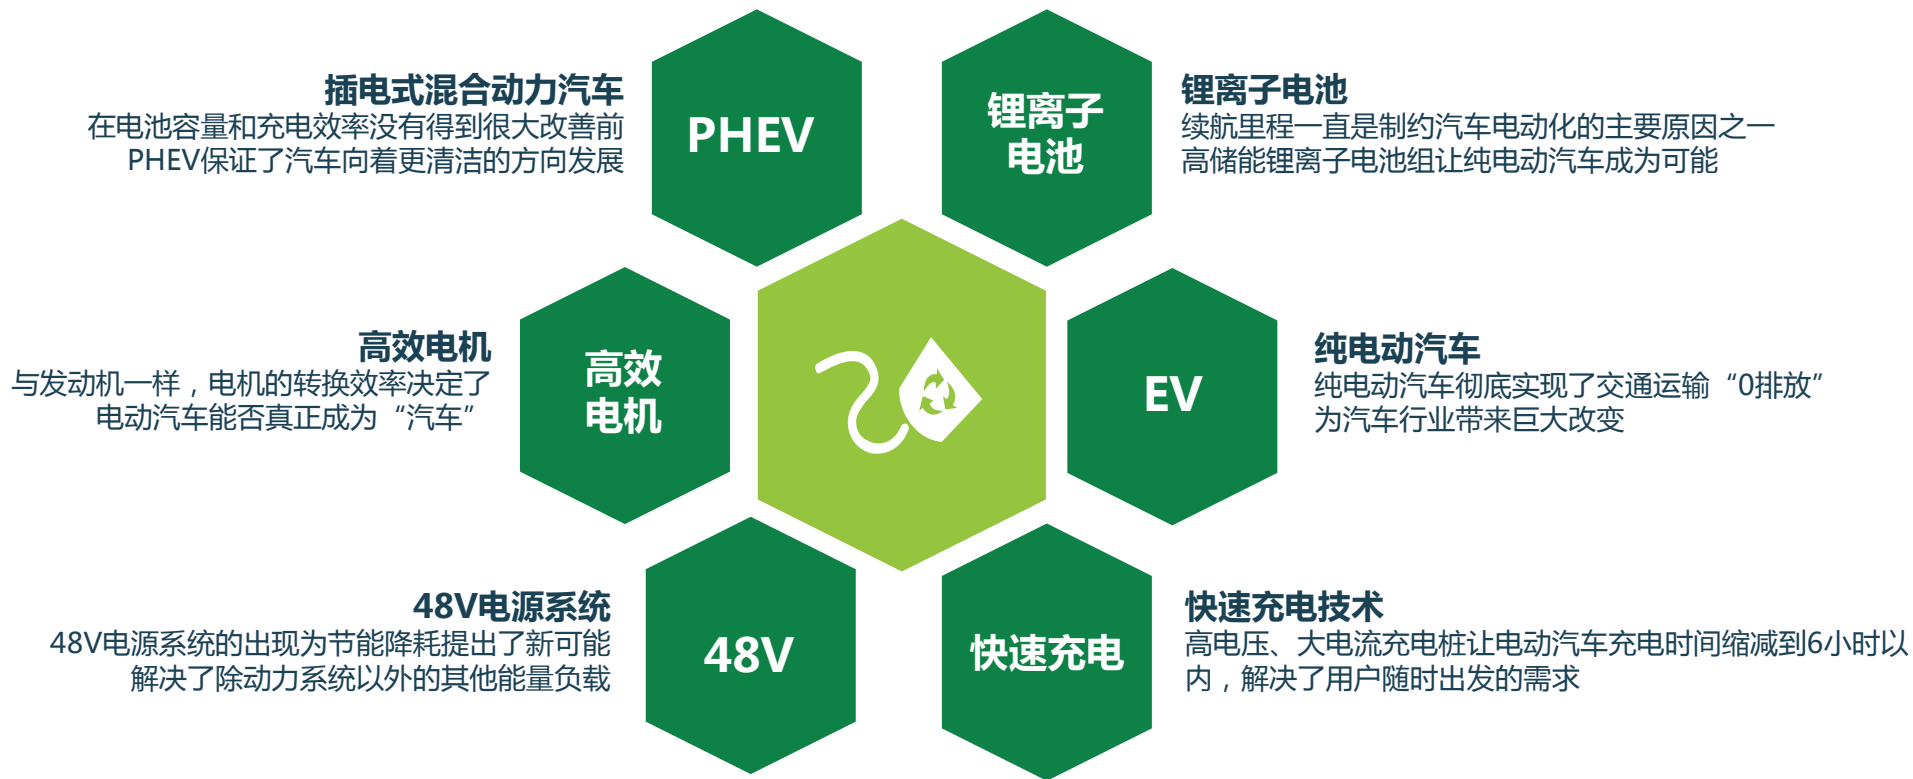 插电式混合动力汽车
在电池容量和充电效率没有得到很大改善前
PHEV保证了汽车向着更清洁的方向发展
PHEV
锂离子
电池
锂离子电池
续航里程一直是制约汽车电动化的主要原因之一
高储能锂离子电池组让纯电动汽车成为可能
高效电机
与发动机一样，电机的转换效率决定了
电动汽车能否真正成为“汽车”
高效
电机
EV
纯电动汽车
纯电动汽车彻底实现了交通运输“0排放”
为汽车行业带来巨大改变
48V电源系统
48V电源系统的出现为节能降耗提出了新可能
解决了除动力系统以外的其他能量负载
48V
快速充电
快速充电技术
高电压、大电流充电桩让电动汽车充电时间缩减到6小时以
内，解决了用户随时出发的需求